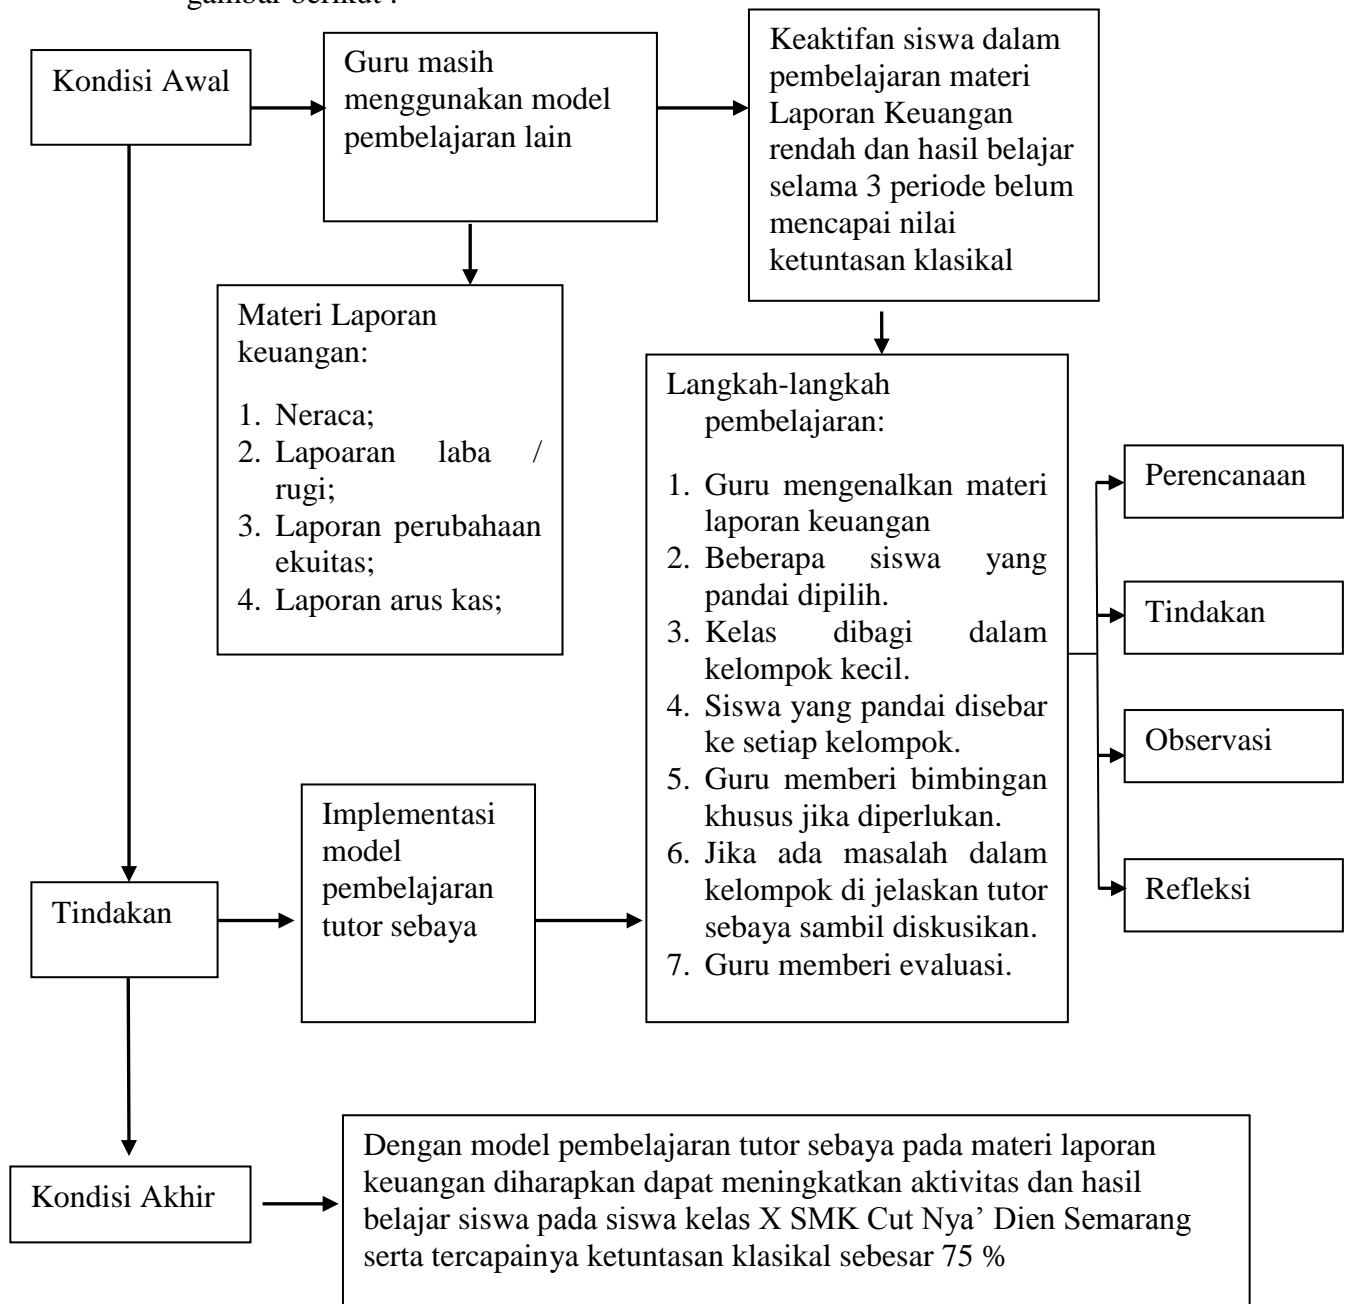 gambar berikut :
Kondisi Awal
Guru masih
menggunakan model
pembelajaran lain
Keaktifan siswa dalam
pembelajaran materi
Laporan Keuangan
rendah dan hasil belajar
selama 3 periode belum
mencapai nilai
ketuntasan klasikal
Materi Laporan
keuangan:
1. Neraca;
2. Lapoaran laba /
rugi;
3. Laporan perubahaan
ekuitas;
4. Laporan arus kas;
Langkah-langkah
pembelajaran:
1. Guru mengenalkan materi
laporan keuangan
2. Beberapa siswa yang
pandai dipilih.
3. Kelas dibagi dalam
kelompok kecil.
4. Siswa yang pandai disebar
ke setiap kelompok.
5. Guru memberi bimbingan
khusus jika diperlukan.
6. Jika ada masalah dalam
kelompok di jelaskan tutor
sebaya sambil diskusikan.
7. Guru memberi evaluasi.
Perencanaan
Tindakan
Observasi
Refleksi
Tindakan
Implementasi
model
pembelajaran
tutor sebaya
Kondisi Akhir
Dengan model pembelajaran tutor sebaya pada materi laporan
keuangan diharapkan dapat meningkatkan aktivitas dan hasil
belajar siswa pada siswa kelas X SMK Cut Nya’ Dien Semarang
serta tercapainya ketuntasan klasikal sebesar 75 %